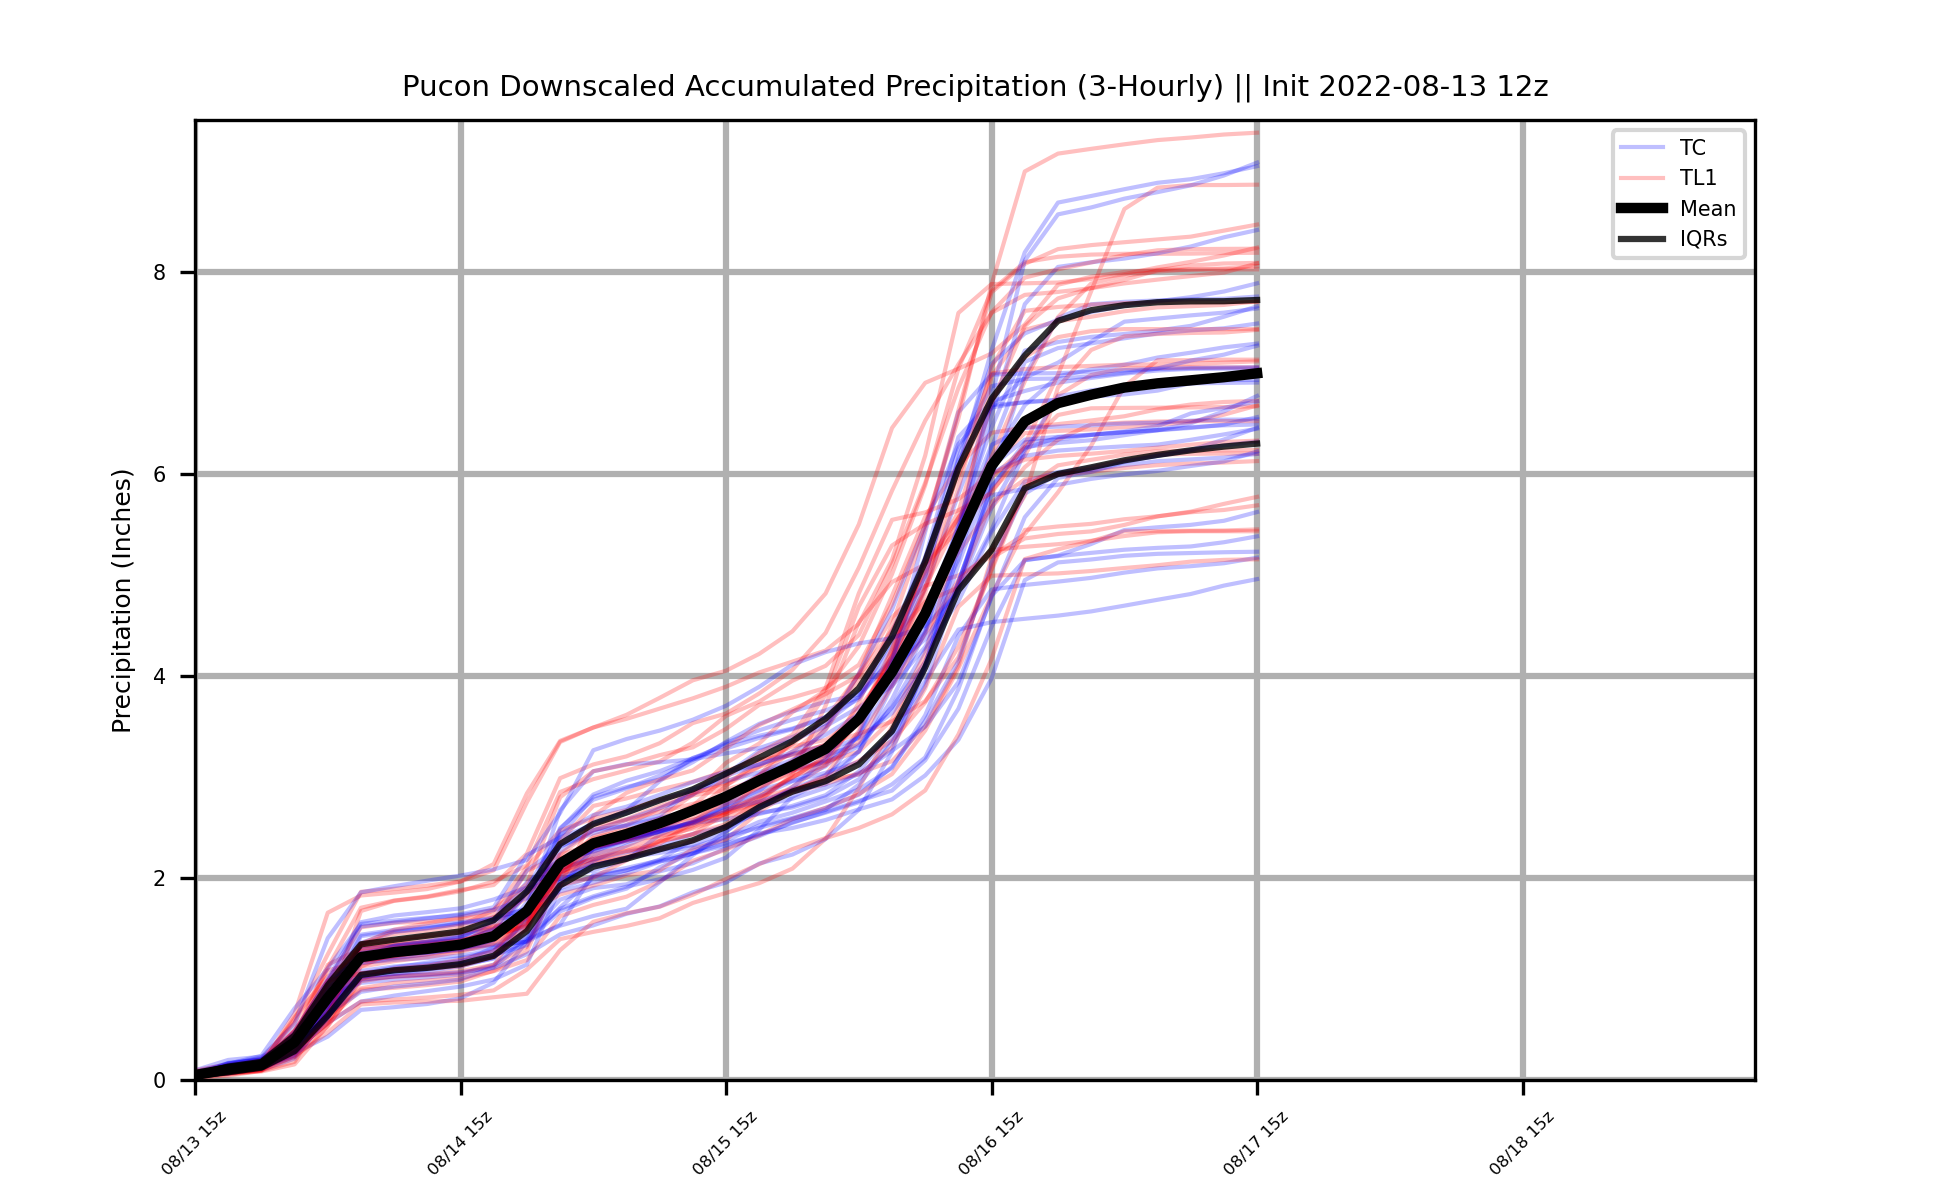 Pucon Downscaled Accumulated Precipitation (3-Hourly) || Init 2022-08-13 12z
TC
TL1
Mean
IQRs
Precipitation (Inches)
8
6
4
2
0
08/13 15z
08/14 15z
08/15 15z
08/16 15z
08/17 15z
08/18 15z